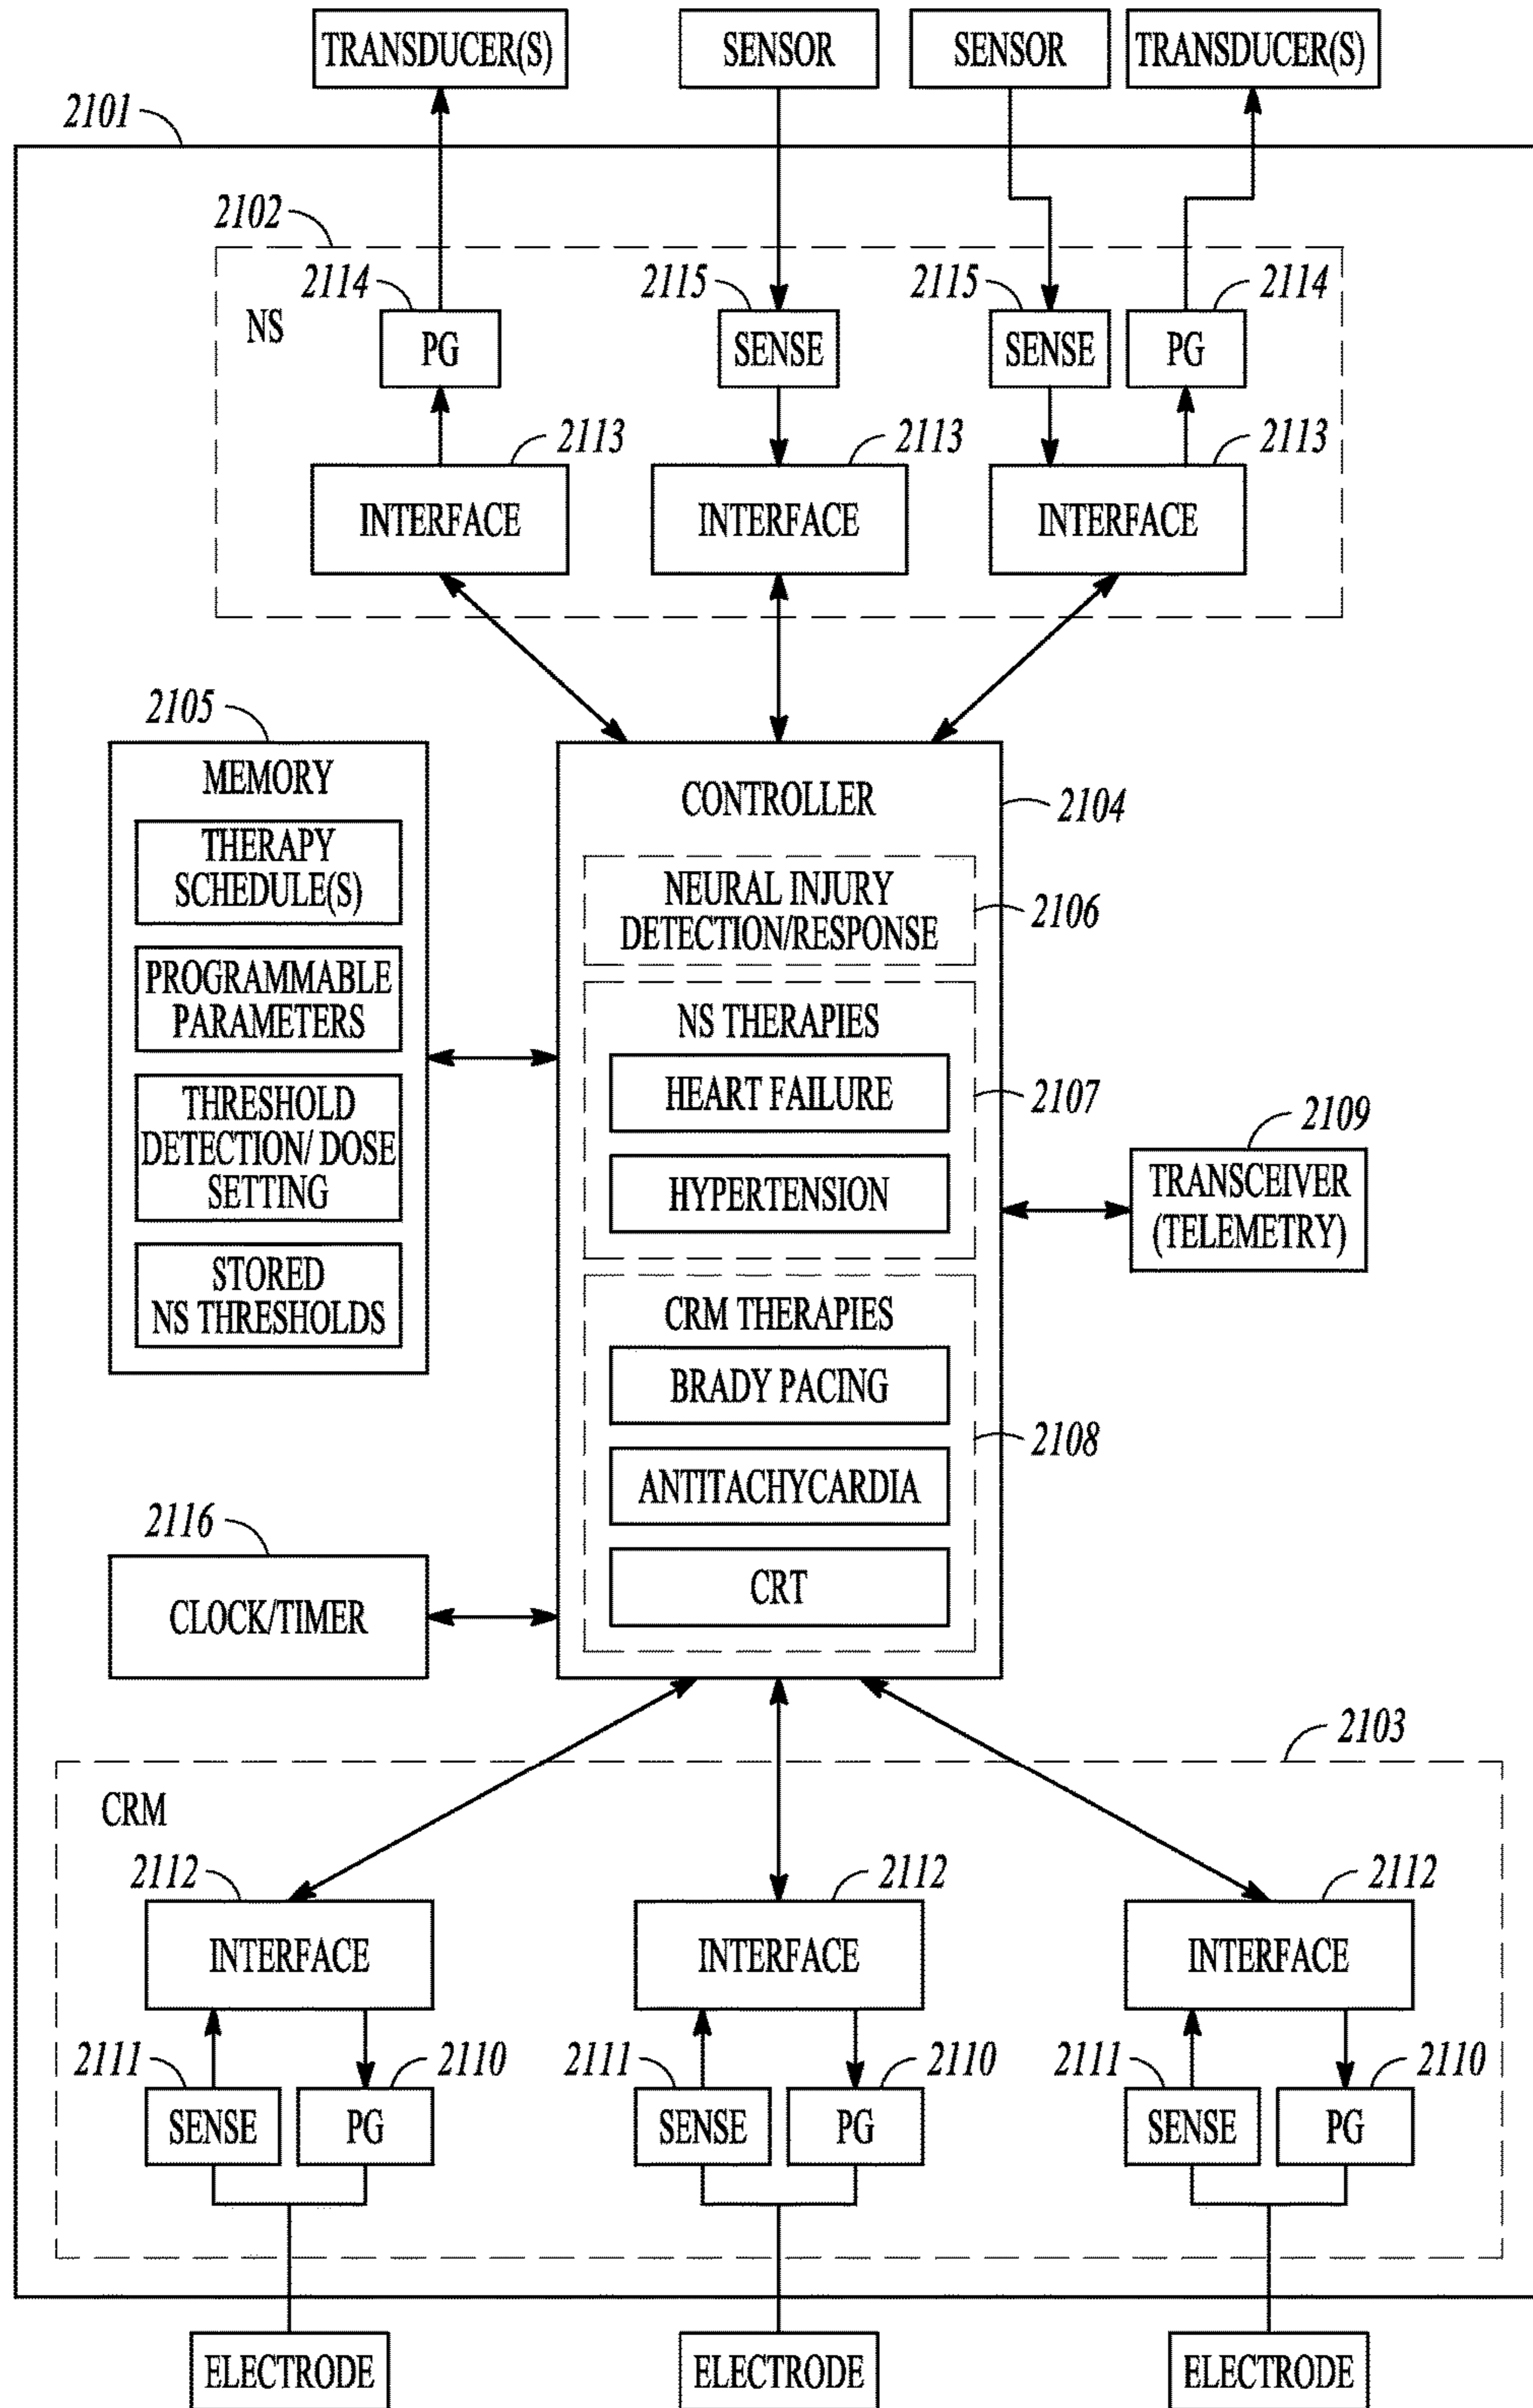 TRANSDUCER(S)
SENSOR
SENSOR
TRANSDUCER(S)
2101
2102
NS
2114
2115
2115
2114
PG
SENSE
SENSE
PG
2113
2113
2113
INTERFACE
INTERFACE
INTERFACE
2105
MEMORY
THERAPY
SCHEDULE(S)
PROGRAMMABLE
PARAMETERS
THRESHOLD
DETECTION/ DOSE
SETTING
STORED
NS THRESHOLDS
CONTROLLER
2104
NEURAL INJURY
DETECTION/RESPONSE
2106
NS THERAPIES
HEART FAILURE
HYPERTENSION
2107
2109
TRANSCEIVER
(TELEMETRY)
CRM THERAPIES
BRADY PACING
ANTITACHYCARDIA
CRT
2108
2116
CLOCK/TIMER
2103
CRM
2112
2112
2112
INTERFACE
INTERFACE
INTERFACE
2111
2110
2111
2110
2111
2110
SENSE
PG
SENSE
PG
SENSE
PG
ELECTRODE
ELECTRODE
ELECTRODE